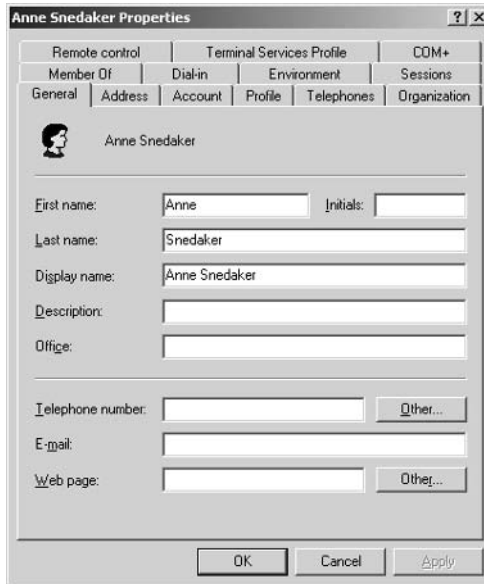 Anne Snedaker Properties ? X
Remote control Terminal Services Profile COM+
Member Of Dial-in Environment Sessions
General Address Account Profile Telephones Organization
Anne Snedaker
First name: Anne Initials:
Last name: Snedaker
Display name: Anne Snedaker
Description:
Office:
Telephone number: Other...
E-mail:
Web page: Other...
OK Cancel Apply